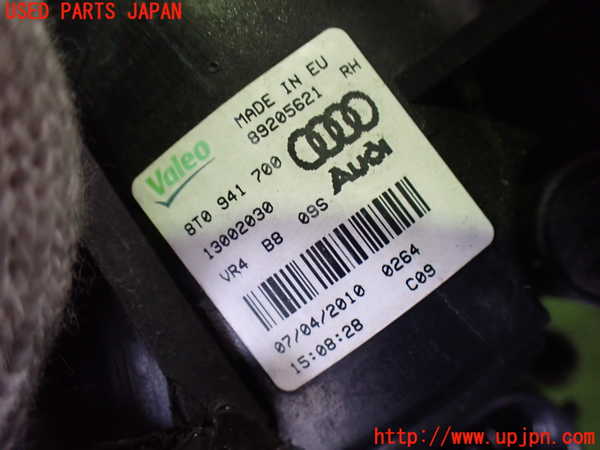 USED PARTS JAPAN
Valeo
MADE IN EU
89205621 RH
Audi
8T0 941 700
13002030
VR4 B8 09S
07/04/2010 0264
15:08:28 C09
http://www.upjpn.com/